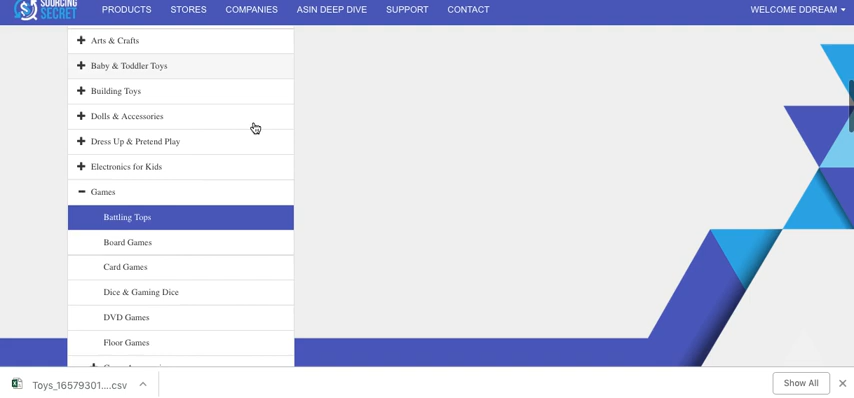 SOURCING
SECRET
PRODUCTS STORES COMPANIES ASIN DEEP DIVE SUPPORT CONTACT WELCOME DDREAM
Arts & Crafts
Baby & Toddler Toys
Building Toys
Dolls & Accessories
Dress Up & Pretend Play
Electronics for Kids
Games
Battling Tops
Board Games
Card Games
Dice & Gaming Dice
DVD Games
Floor Games
Toys_16579301....csv
Show All